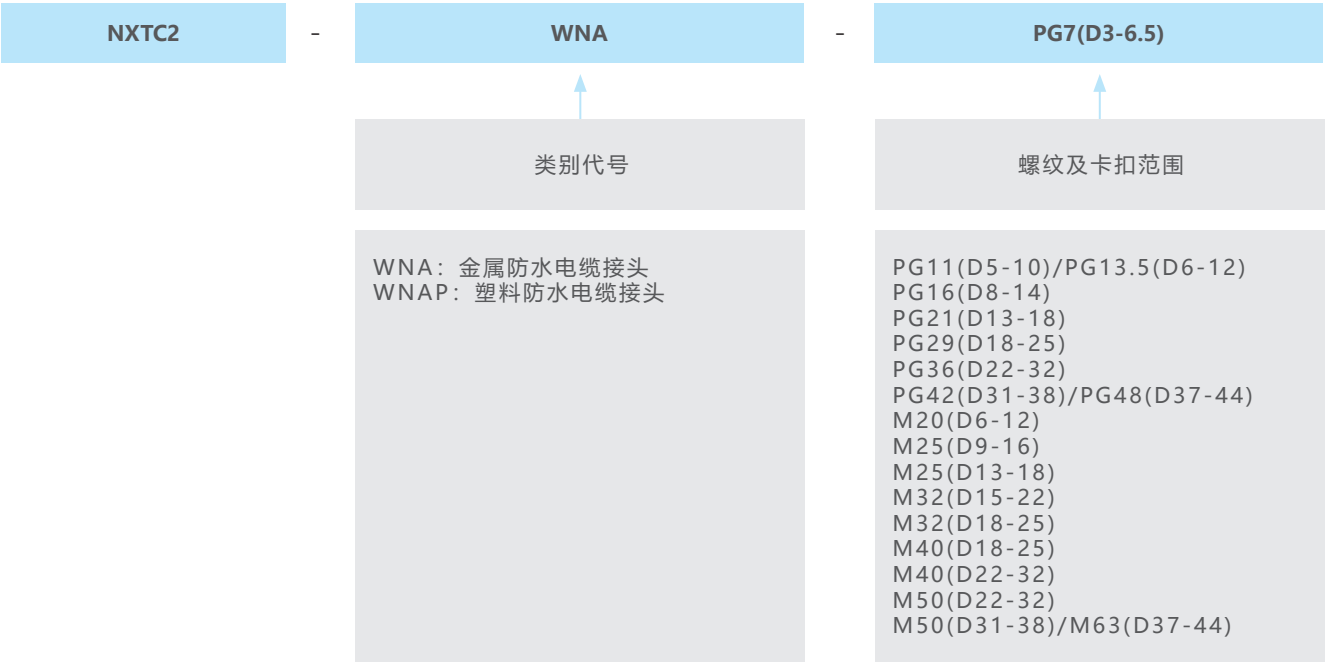 NXTC2 - WNA - PG7(D3-6.5)
类别代号
螺纹及卡扣范围
WNA：金属防水电缆接头
WNAP：塑料防水电缆接头
PG11(D5-10)/PG13.5(D6-12)
PG16(D8-14)
PG21(D13-18)
PG29(D18-25)
PG36(D22-32)
PG42(D31-38)/PG48(D37-44)
M20(D6-12)
M25(D9-16)
M25(D13-18)
M32(D15-22)
M32(D18-25)
M40(D18-25)
M40(D22-32)
M50(D22-32)
M50(D31-38)/M63(D37-44)